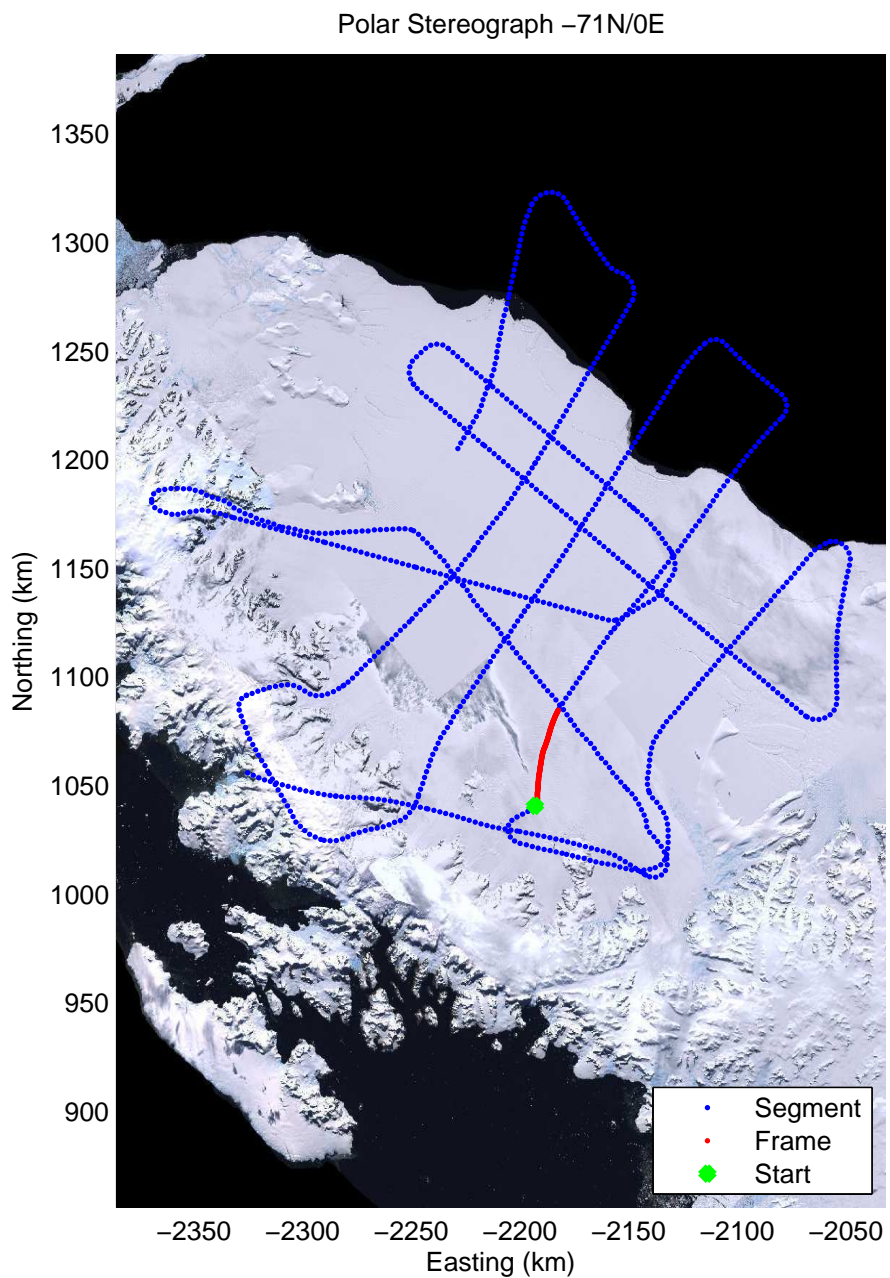 Polar Stereograph −71N/0E
1350
1300
1250
1200
1150
1100
1050
1000
950
900
Northing (km)
Segment
Frame
Start
−2350 −2300 −2250 −2200 −2150 −2100 −2050
Easting (km)